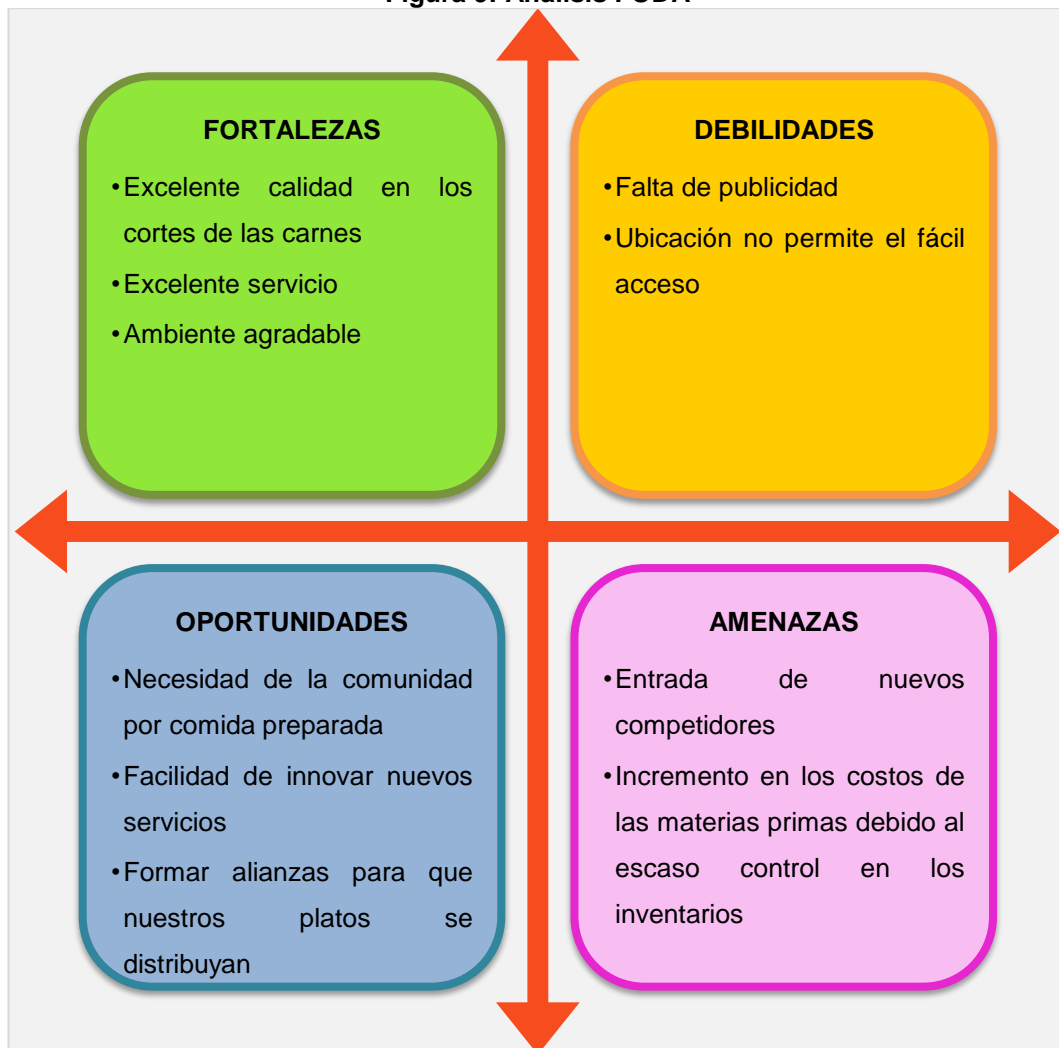 FORTALEZAS
•Excelente calidad en los
cortes de las carnes
•Excelente servicio
•Ambiente agradable
DEBILIDADES
•Falta de publicidad
•Ubicación no permite el fácil
acceso
OPORTUNIDADES
•Necesidad de la comunidad
por comida preparada
•Facilidad de innovar nuevos
servicios
•Formar alianzas para que
nuestros platos se
distribuyan
AMENAZAS
•Entrada de nuevos
competidores
•Incremento en los costos de
las materias primas debido al
escaso control en los
inventarios